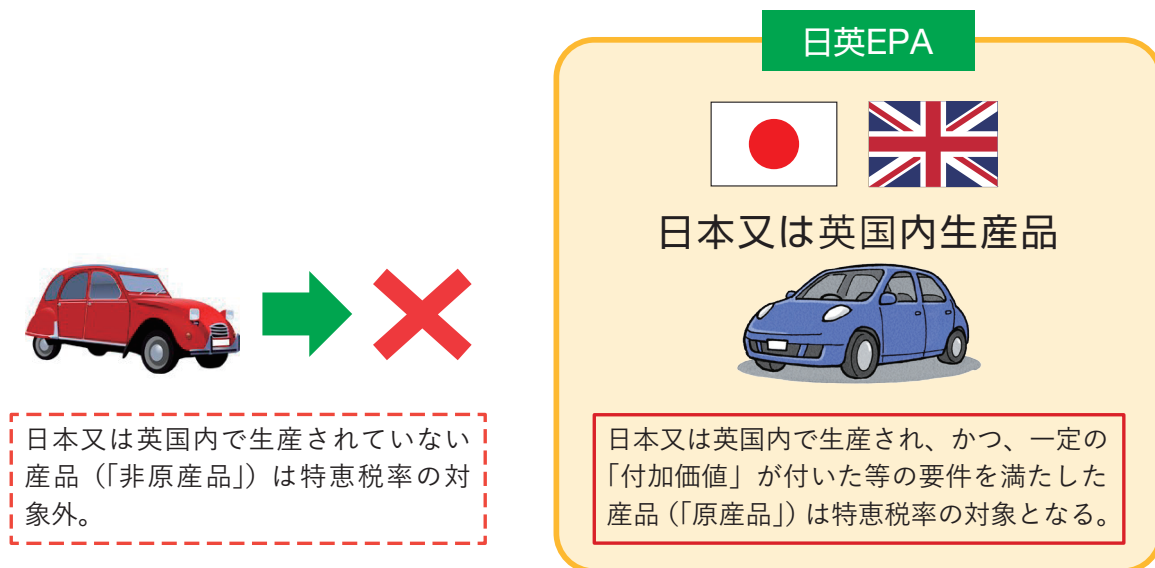 日英EPA
日本又は英国内生産品
日本又は英国内で生産されていない
産品(「非原産品」)は特恵税率の対
象外。
日本又は英国内で生産され、かつ、一定の
「付加価値」が付いた等の要件を満たした
産品(「原産品」)は特恵税率の対象となる。